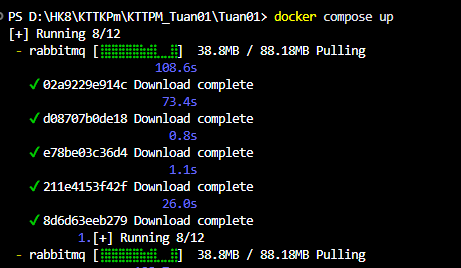 PS D:\HK8\KTTKPm\KTTPM_Tuan01\Tuan01> docker compose up
[+] Running 8/12
- rabbitmq [⣿⣿⣿⣿⣿⣿⣿⣿⣀⣀⣿] 38.8MB / 88.18MB Pulling
108.6s
✔ 02a9229e914c Download complete
73.4s
✔ d08707b0de18 Download complete
0.8s
✔ e78be03c36d4 Download complete
1.1s
✔ 211e4153f42f Download complete
26.0s
✔ 8d6d63eeb279 Download complete
1.[+] Running 8/12
- rabbitmq [⣿⣿⣿⣿⣿⣿⣿⣿⣀⣀⣿] 38.8MB / 88.18MB Pulling